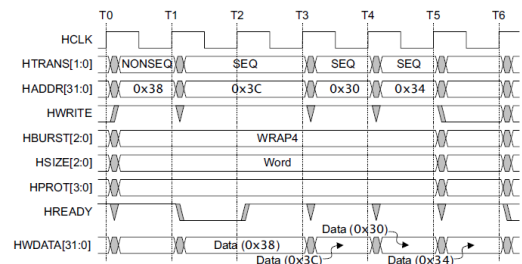 T0 T1 T2 T3 T4 T5 T6
HCLK
HTRANS[1:0] NONSEQ SEQ SEQ SEQ
HADDR[31:0] 0x38 0x3C 0x30 0x34
HWRITE
HBURST[2:0] WRAP4
HSIZE[2:0] Word
HPROT[3:0]
HREADY
Data (0x30)
HWDATA[31:0] Data (0x38)
Data (0x3C) Data (0x34)